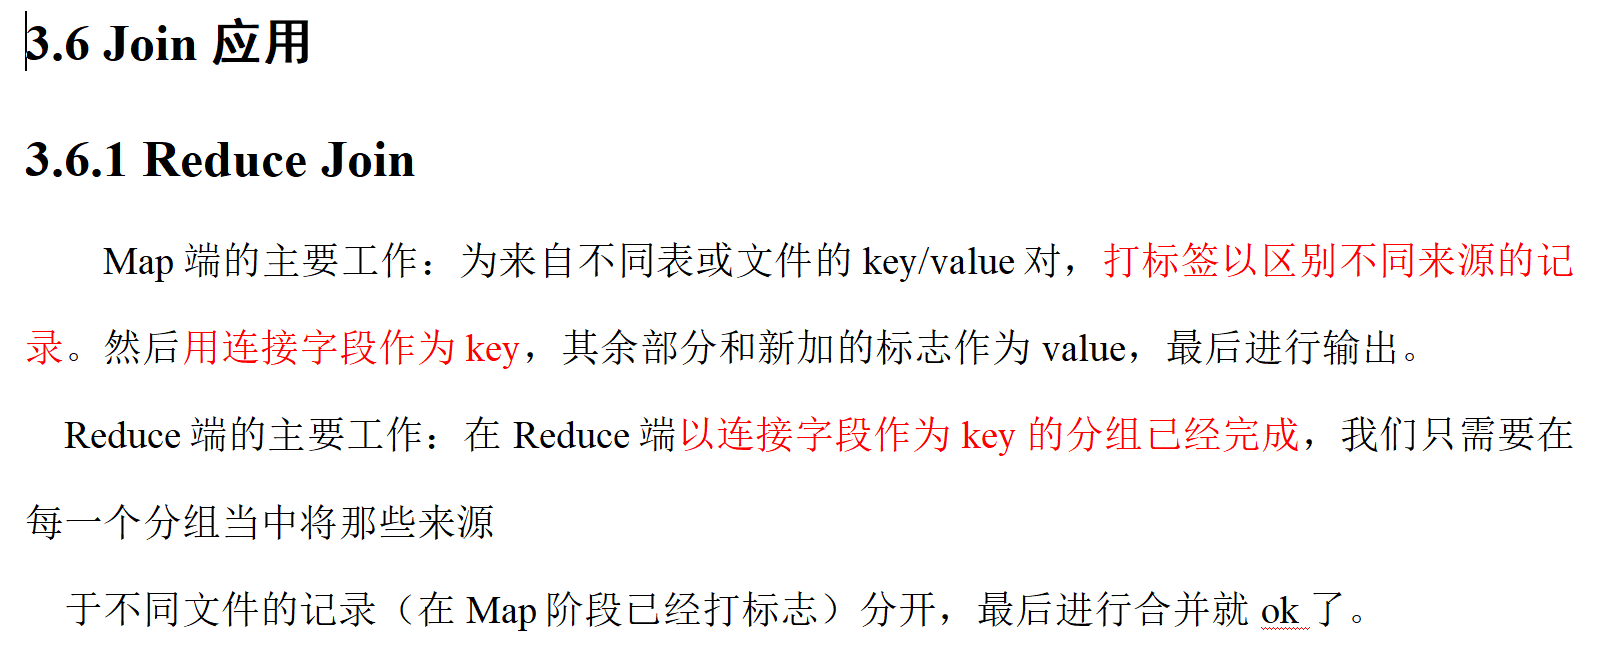 3.6 Join 应用
3.6.1 Reduce Join
Map 端的主要工作：为来自不同表或文件的 key/value 对，打标签以区别不同来源的记
录。然后用连接字段作为 key，其余部分和新加的标志作为 value，最后进行输出。
Reduce 端的主要工作：在 Reduce 端以连接字段作为 key 的分组已经完成，我们只需要在
每一个分组当中将那些来源
于不同文件的记录（在 Map 阶段已经打标志）分开，最后进行合并就 ok 了。